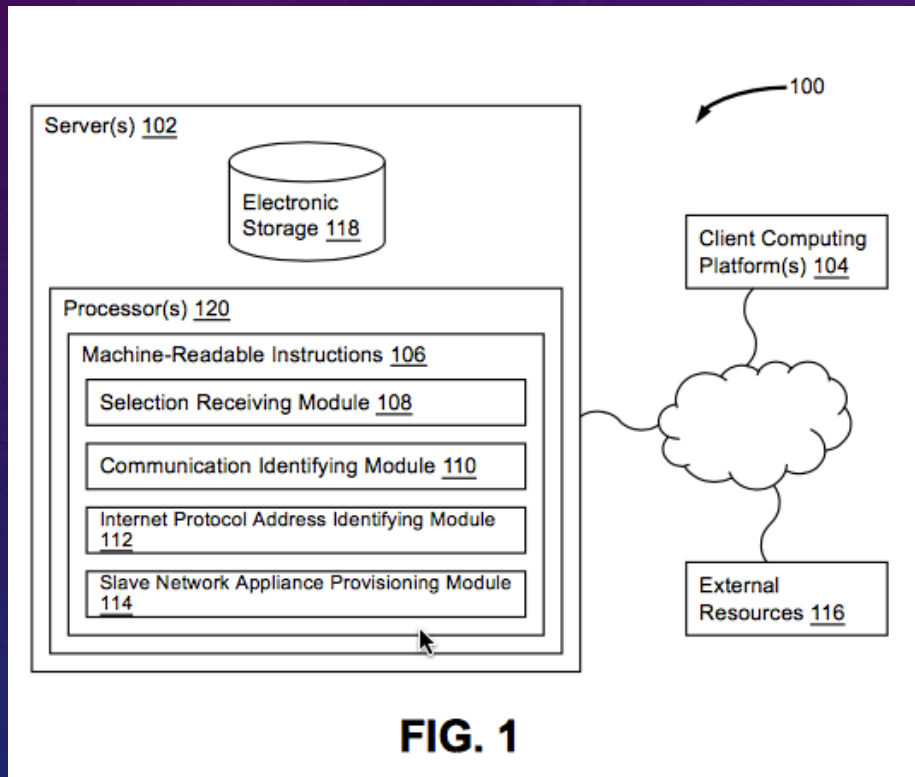 100
Server(s) 102
Electronic
Storage 118
Client Computing
Platform(s) 104
Processor(s) 120
Machine-Readable Instructions 106
Selection Receiving Module 108
Communication Identifying Module 110
Internet Protocol Address Identifying Module
112
Slave Network Appliance Provisioning Module
114
External
Resources 116
FIG. 1